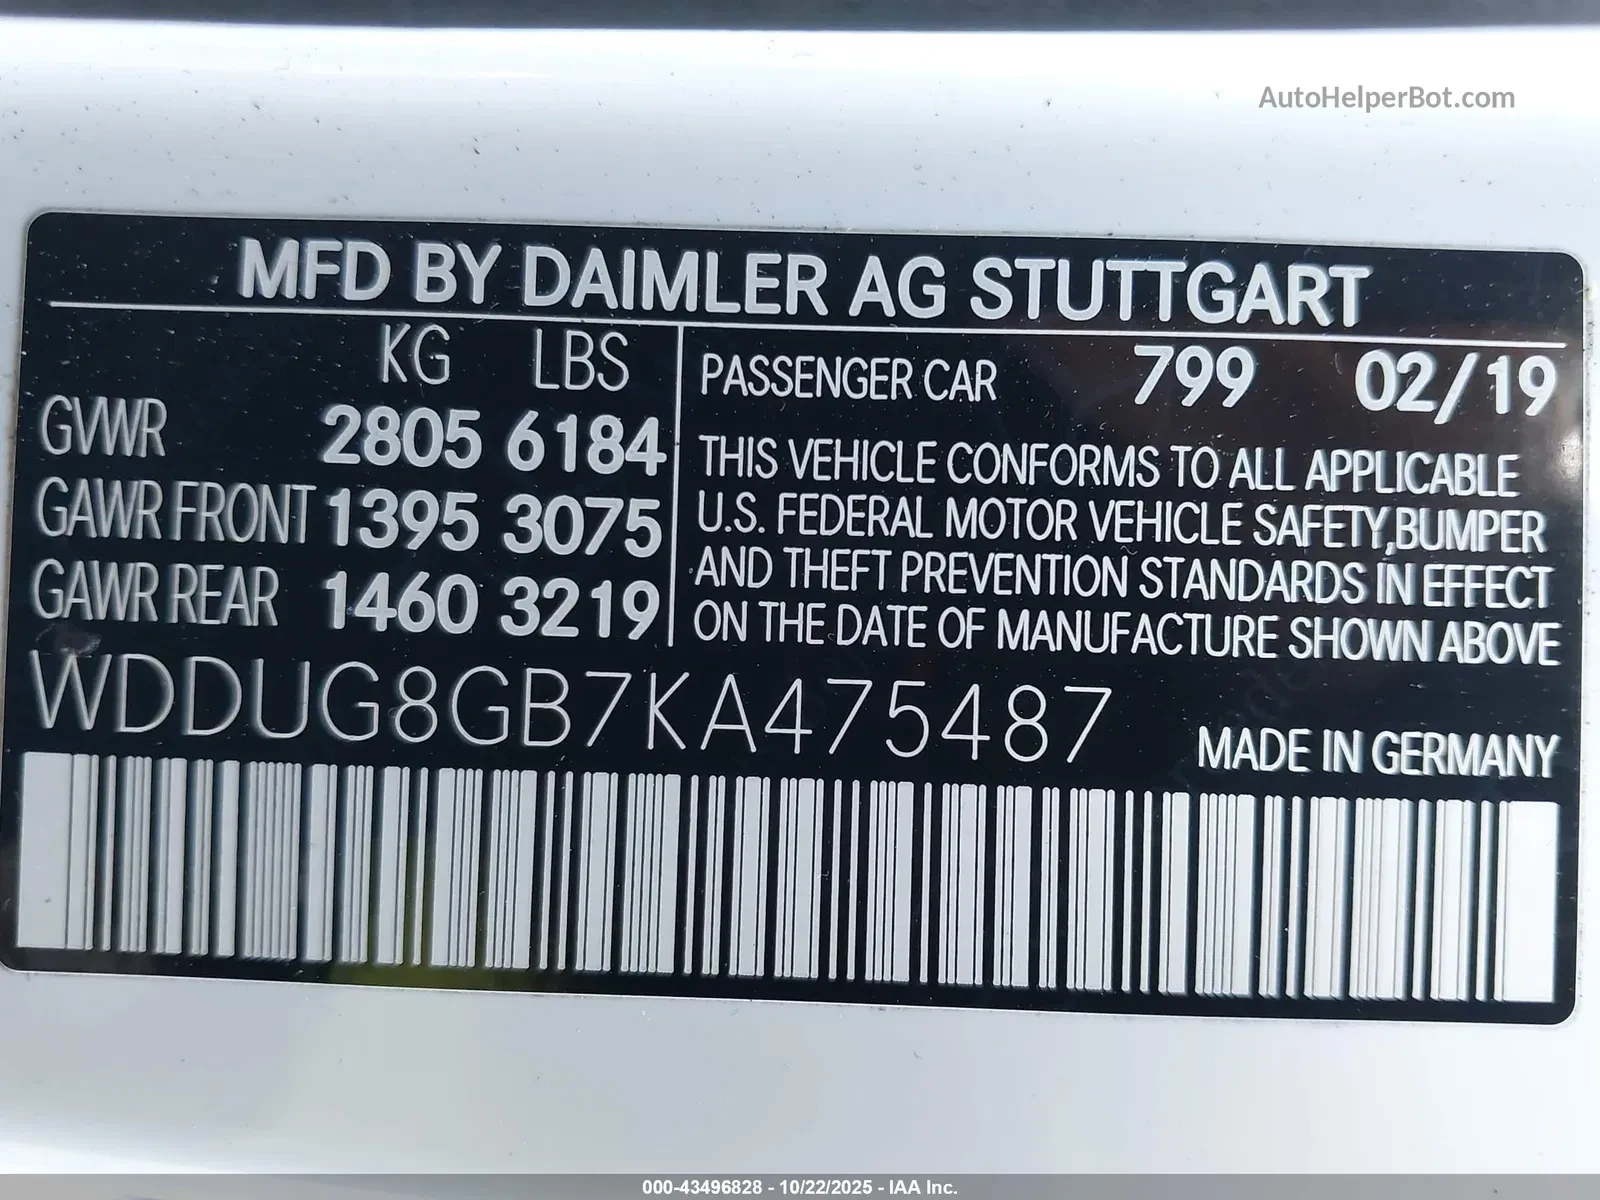 AutoHelperBot.com
MFD BY DAIMLER AG STUTTGART
KG LBS
GVWR 2805 6184
GAWR FRONT 1395 3075
GAWR REAR 1460 3219
PASSENGER CAR 799 02/19
THIS VEHICLE CONFORMS TO ALL APPLICABLE
U.S. FEDERAL MOTOR VEHICLE SAFETY,BUMPER
AND THEFT PREVENTION STANDARDS IN EFFECT
ON THE DATE OF MANUFACTURE SHOWN ABOVE
WDDUG8GB7KA475487
MADE IN GERMANY
000-43496828 - 10/22/2025 - IAA Inc.